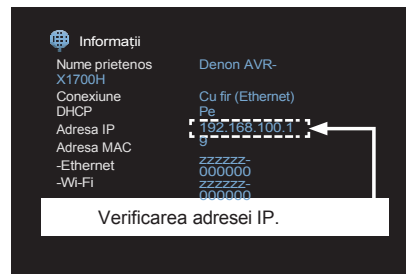 Informații
Nume prietenos Denon AVR-
X1700H
Conexiune Cu fir (Ethernet)
DHCP Pe
Adresa IP 192.168.100.1
9
Adresa MAC
-Ethernet zzzzzz-
000000
-Wi-Fi zzzzzz-
000000
Verificarea adresei IP.